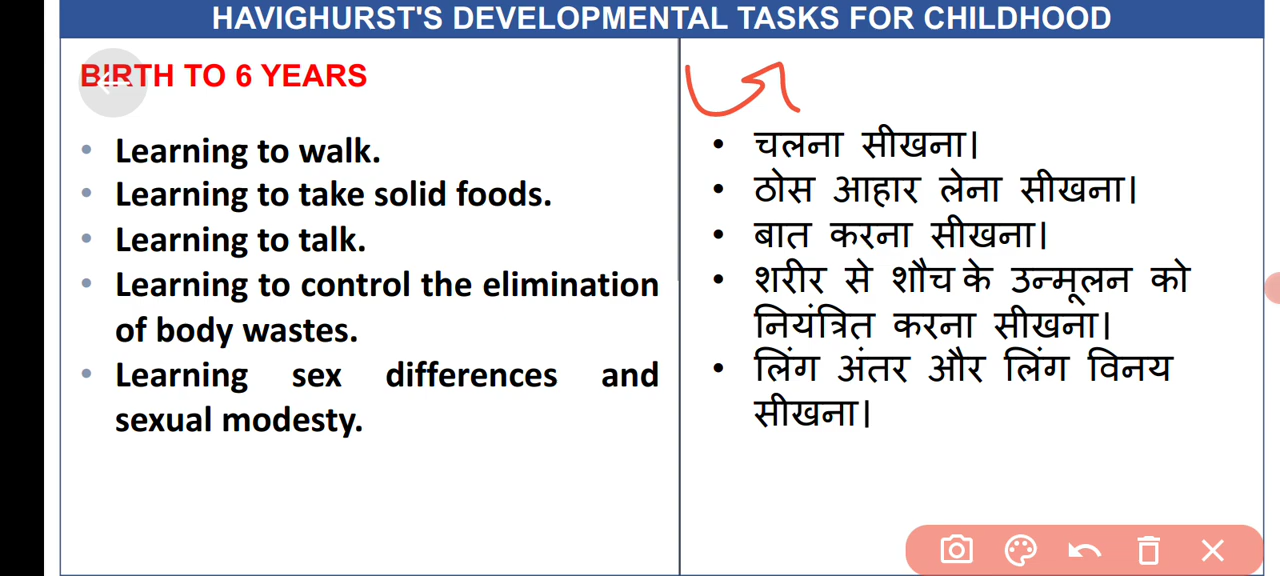 HAVIGHURST'S DEVELOPMENTAL TASKS FOR CHILDHOOD
BIRTH TO 6 YEARS
• Learning to walk.
• Learning to take solid foods.
• Learning to talk.
• Learning to control the elimination
of body wastes.
• Learning sex differences and
sexual modesty.
• चलना सीखना।
• ठोस आहार लेना सीखना।
• बात करना सीखना।
• शरीर से शौच के उन्मूलन को
नियंत्रित करना सीखना।
• लिंग अंतर और लिंग विनय
सीखना।